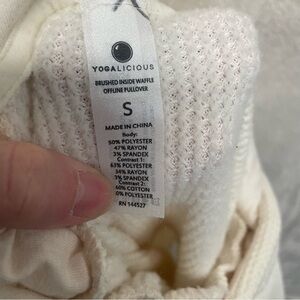 YOGALICIOUS
BRUSHED INSIDE WAFFLE
OFFLINE PULLOVER
S
MADE IN CHINA
Body:
50% POLYESTER
47% RAYON
3% SPANDEX
Contrast 1:
63% POLYESTER
34% RAYON
3% SPANDEX
Contrast 2:
60% COTTON
0% POLYESTER
RN 144527